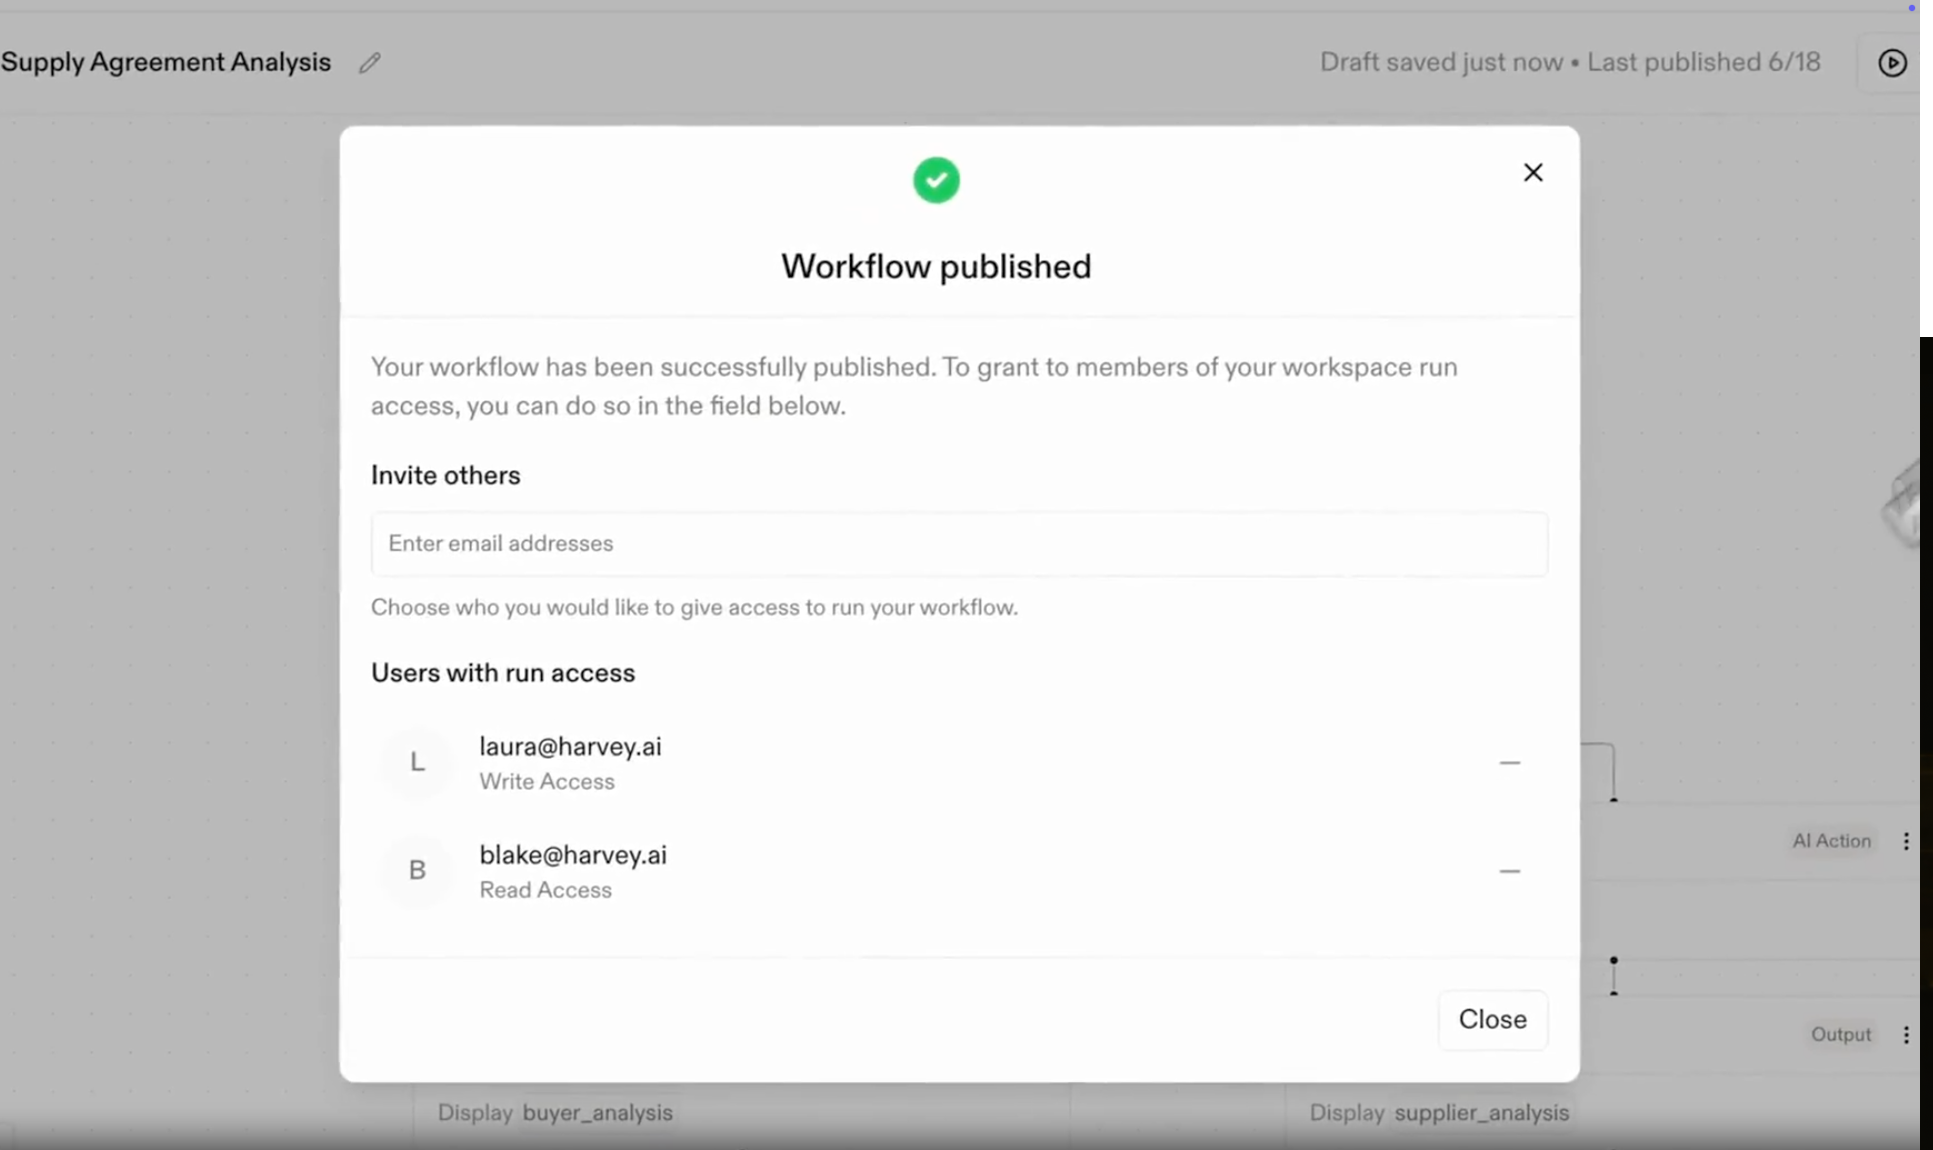 Supply Agreement Analysis
Draft saved just now • Last published 6/18
Workflow published
Your workflow has been successfully published. To grant to members of your workspace run
access, you can do so in the field below.
Invite others
Enter email addresses
Choose who you would like to give access to run your workflow.
Users with run access
L
laura@harvey.ai
Write Access
B
blake@harvey.ai
Read Access
AI Action
Close
Output
Display buyer_analysis
Display supplier_analysis